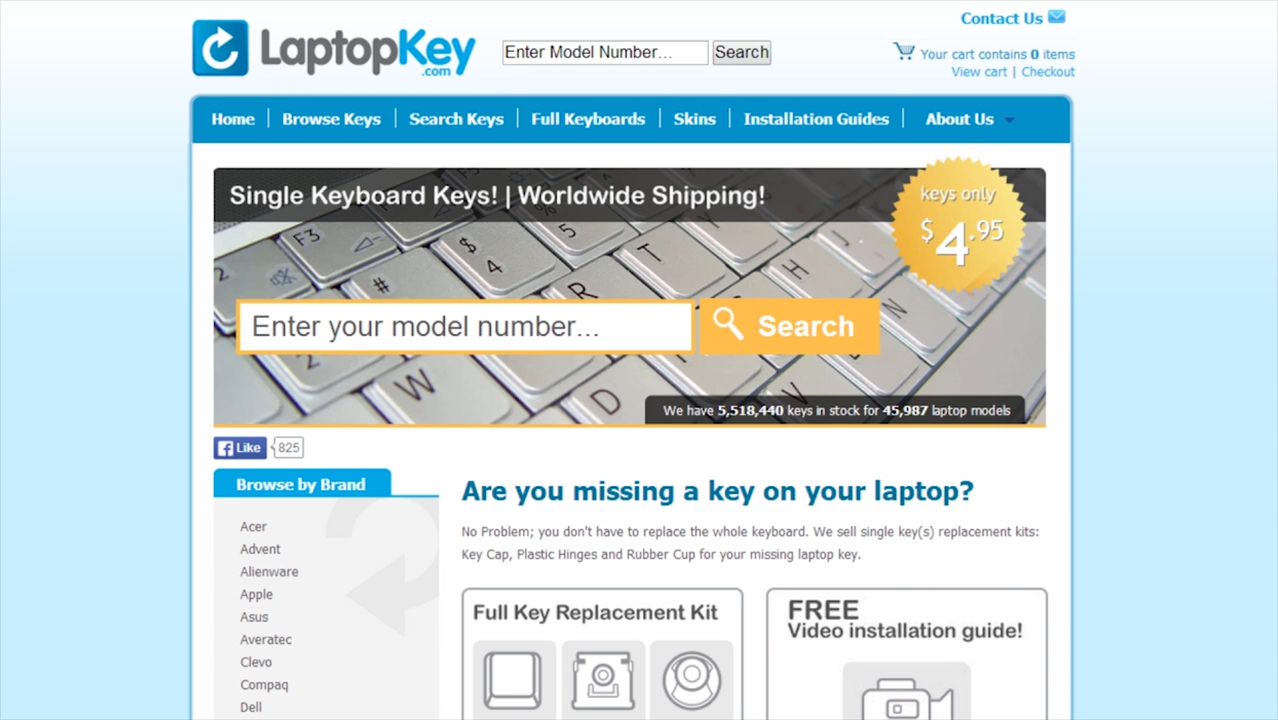 LaptopKey
.com
Enter Model Number...
Search
Contact Us
Your cart contains 0 items
View cart | Checkout
Home
Browse Keys
Search Keys
Full Keyboards
Skins
Installation Guides
About Us
Single Keyboard Keys! | Worldwide Shipping!
keys only
$4.95
F3
2
#
$
4
%
5
R
T
Y
H
N
Enter your model number...
Search
2
W
D
V
We have 5,518,440 keys in stock for 45,987 laptop models
Like
825
Browse by Brand
Acer
Advent
Alienware
Apple
Asus
Averatec
Clevo
Compaq
Dell
Are you missing a key on your laptop?
No Problem; you don't have to replace the whole keyboard. We sell single key(s) replacement kits:
Key Cap, Plastic Hinges and Rubber Cup for your missing laptop key.
Full Key Replacement Kit
FREE
Video installation guide!